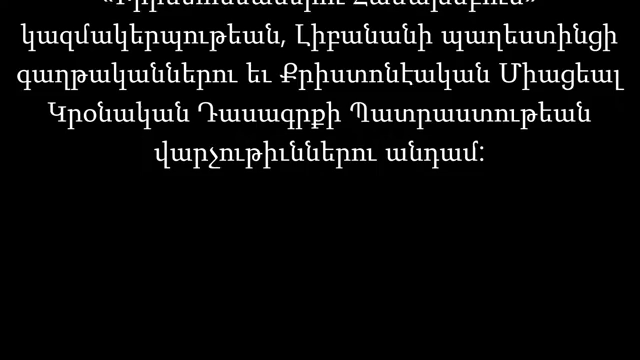 կազմակերպութեան, Լիբանանի պաղեստինցի
գաղթականներու եւ Քրիստոնէական Միացեալ
Կրօնական Դասագրքի Պատրաստութեան
վարչութիւններու անդամ: